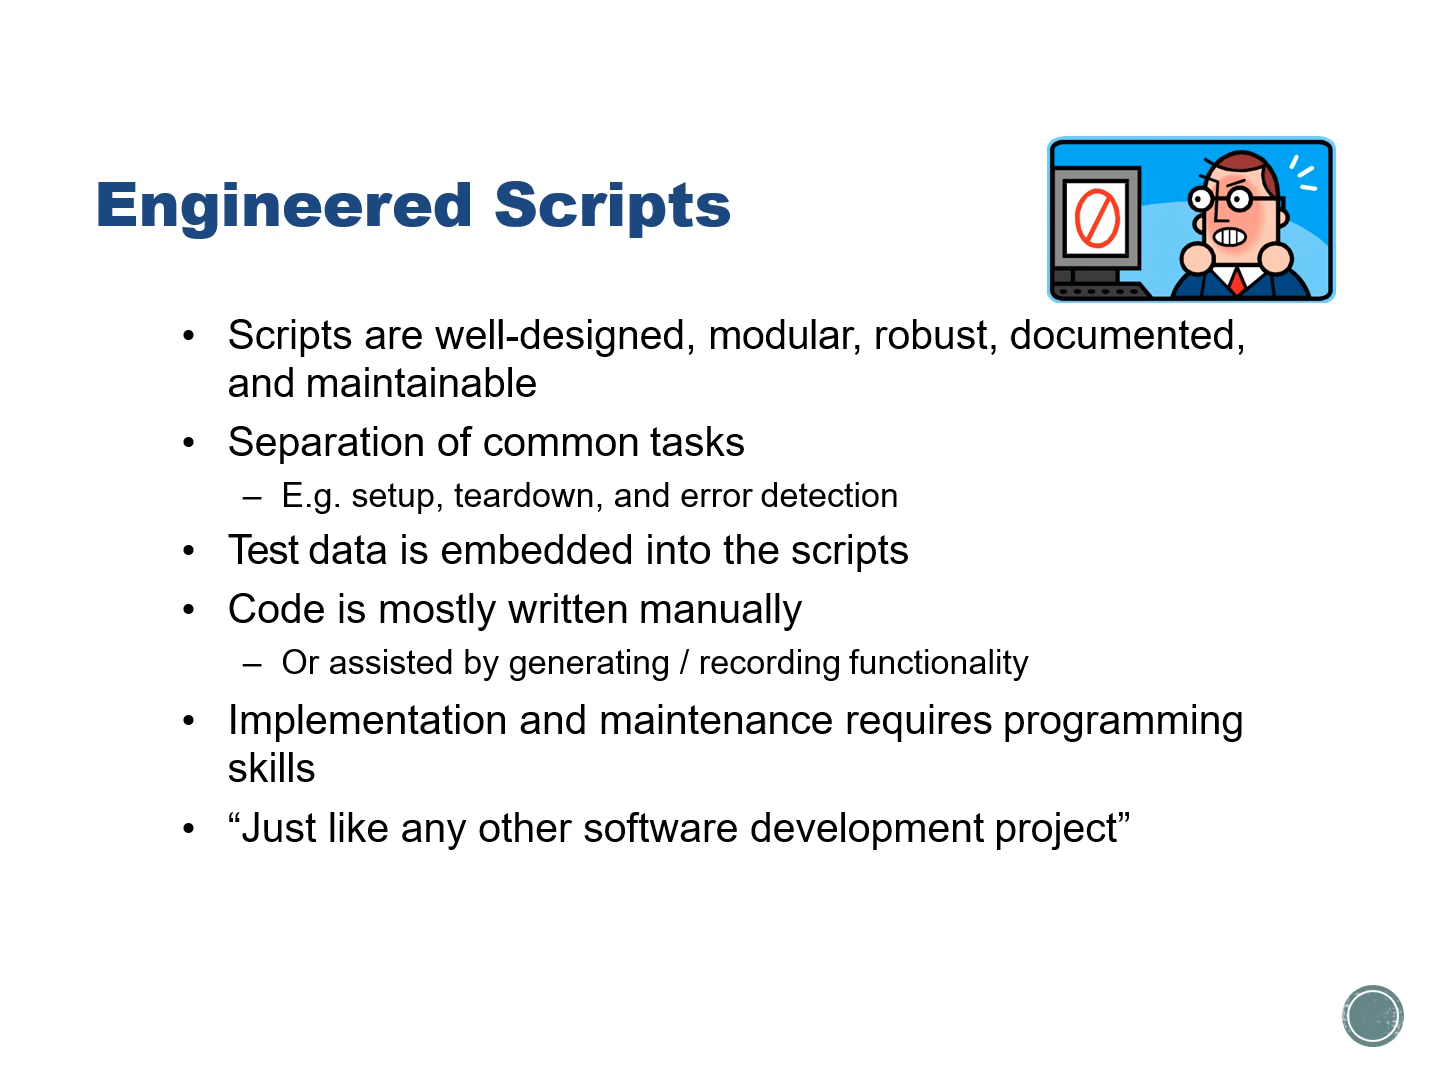 Engineered Scripts
• Scripts are well-designed, modular, robust, documented,
and maintainable
• Separation of common tasks
– E.g. setup, teardown, and error detection
• Test data is embedded into the scripts
• Code is mostly written manually
– Or assisted by generating / recording functionality
• Implementation and maintenance requires programming
skills
• “Just like any other software development project”